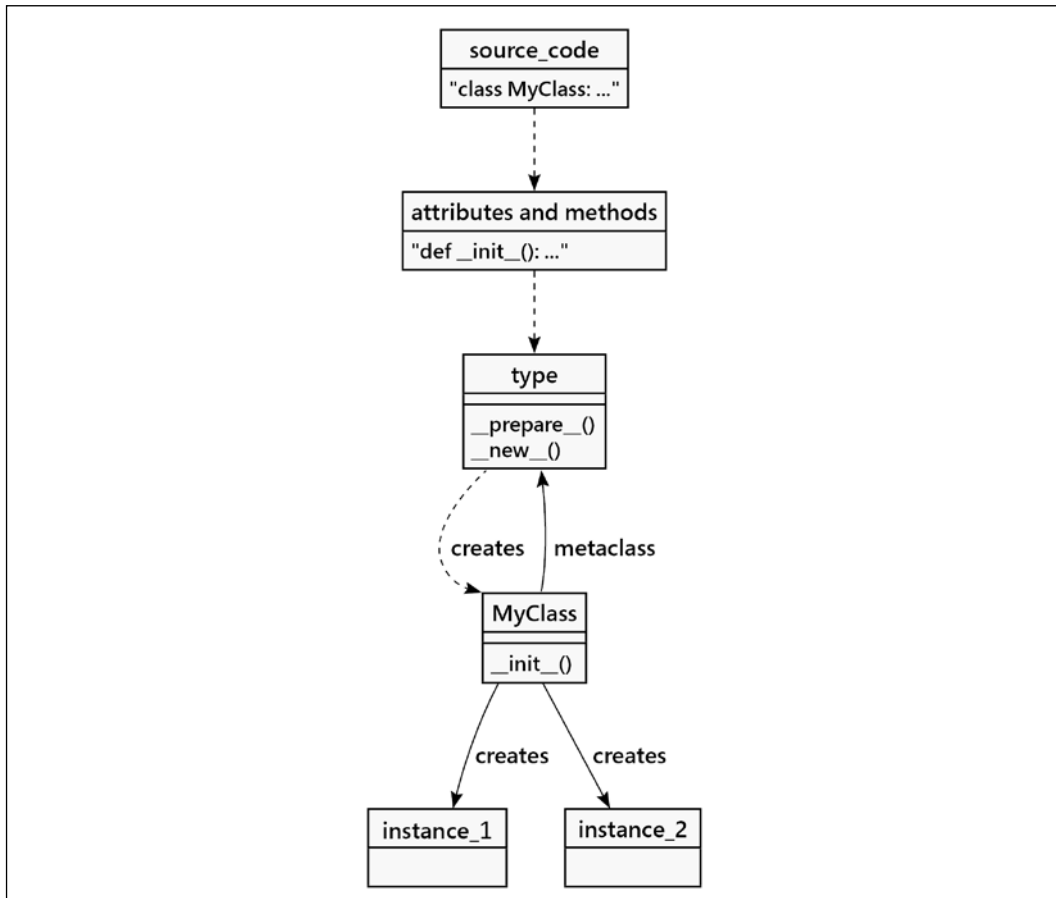 source_code
"class MyClass: ..."
attributes and methods
"def __init__(): ..."
type
__prepare__()
__new__()
creates
metaclass
MyClass
__init__()
creates
creates
instance_1
instance_2